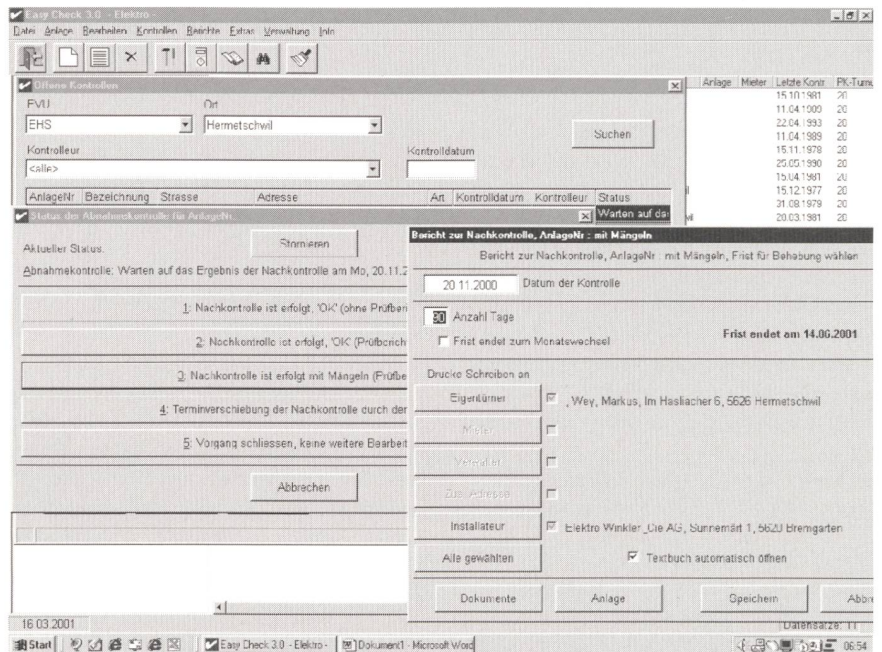 Easy Check 3.0 - Elektro -
Datei Anlage Bearbeiten Kontrollen Berichte Extras Verwaltung Info
Offene Kontrollen
EVU Ort
EHS Hermetschwil
Suchen
Kontrolleur Kontrolldatum
<alle>
AnlageNr Bezeichnung Strasse Adresse Art Kontrolldatum Kontrolleur Status
Warten auf da
Anlage Mieter Letzte Kontr PK-Turnu
15.10.1981 20
11.04.1989 20
22.04.1993 20
11.04.1989 20
15.11.1978 20
25.05.1990 20
15.04.1981 20
15.12.1977 20
31.08.1979 20
20.03.1981 20
Status der Abnahmekontrolle für AnlageNr.
Aktueller Status: Stornieren
Abnahmekontrolle: Warten auf das Ergebnis der Nachkontrolle am Mo, 20.11.2
1: Nachkontrolle ist erfolgt, 'OK' (ohne Prüfberi
2: Nachkontrolle ist erfolgt, 'OK' (Prüfberich
3: Nachkontrolle ist erfolgt mit Mängeln (Prüfbe
4: Terminverschiebung der Nachkontrolle durch der
5: Vorgang schliessen, keine weitere Bearbeit
Abbrechen
Bericht zur Nachkontrolle, AnlageNr : mit Mängeln
Bericht zur Nachkontrolle, AnlageNr : mit Mängeln, Frist für Behebung wählen
20.11.2000 Datum der Kontrolle
90 Anzahl Tage
Frist endet zum Monatswechsel
Frist endet am 14.06.2001
Drucke Schreiben an
Eigentümer , Wey, Markus, Im Hasliacher 6, 5626 Hermetschwil
Mieter
Verwalter
Zus. Adresse
Installateur Elektro Winkler _Cie AG, Sunnemärt 1, 5620 Bremgarten
Alle gewählten Textbuch automatisch öffnen
Dokumente Anlage Speichern Abbre
16.03.2001 Datensätze: 11
Start Easy Check 3.0 - Elektro - Dokument1 - Microsoft Word 06:54